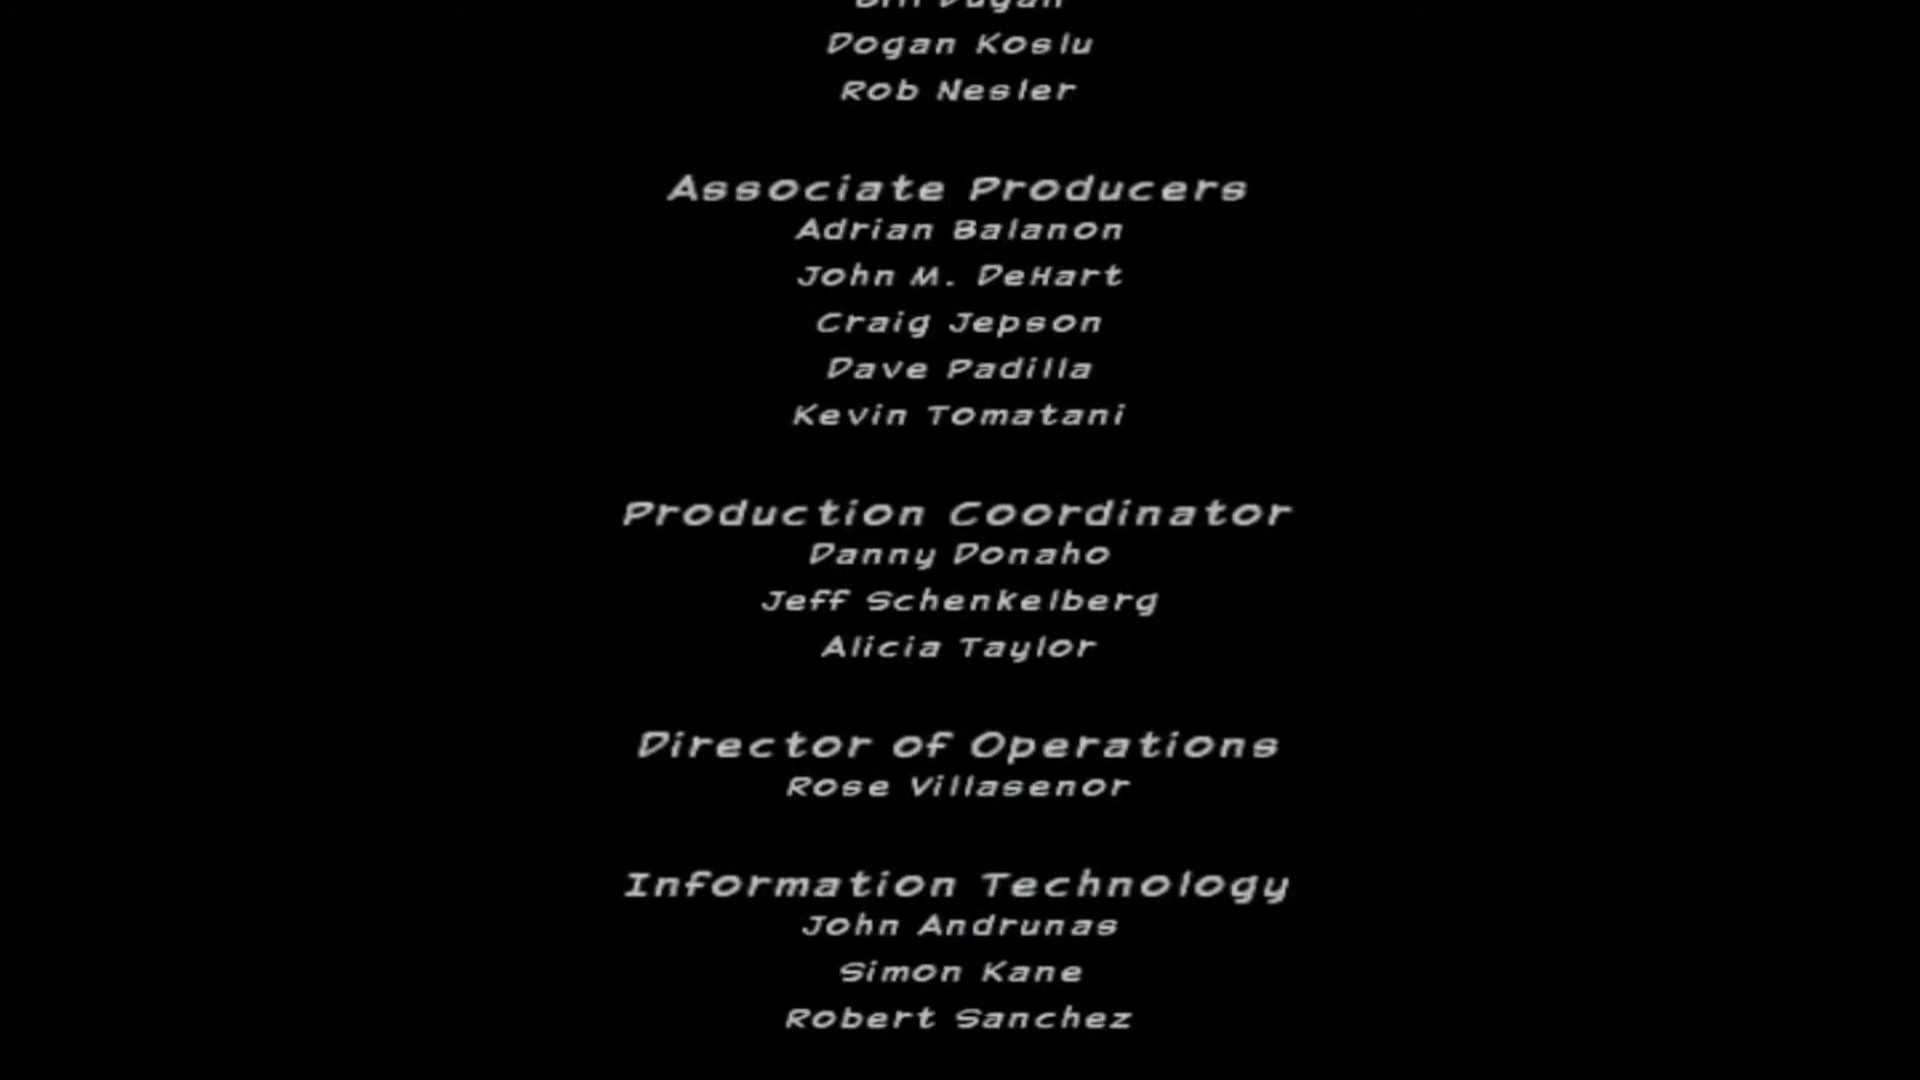 Dogan Koslu
Rob Nesler
Associate Producers
Adrian Balanon
John M. DeHart
Craig Jepson
Dave Padilla
Kevin Tomatani
Production Coordinator
Danny Donaho
Jeff Schenkelberg
Alicia Taylor
Director of Operations
Rose Villasenor
Information Technology
John Andrunas
Simon Kane
Robert Sanchez